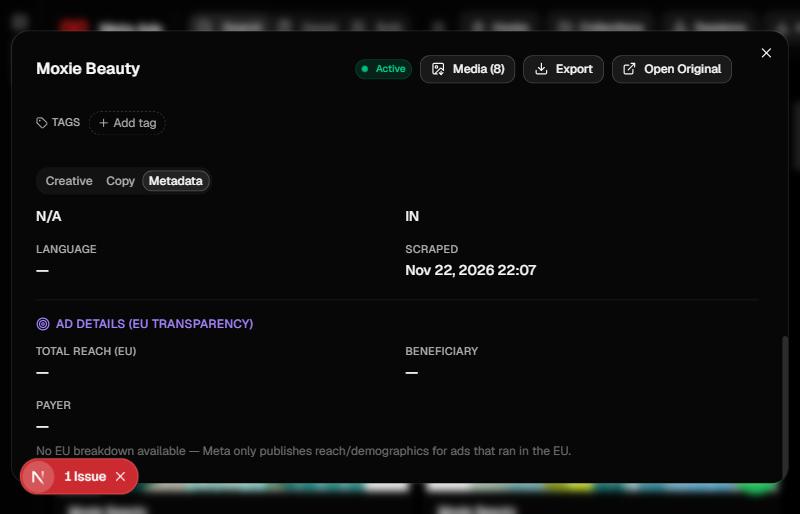 Moxie Beauty
Active
Media (8)
Export
Open Original
TAGS
+ Add tag
Creative
Copy
Metadata
N/A
IN
LANGUAGE
SCRAPED
—
Nov 22, 2026 22:07
AD DETAILS (EU TRANSPARENCY)
TOTAL REACH (EU)
BENEFICIARY
—
—
PAYER
—
No EU breakdown available — Meta only publishes reach/demographics for ads that ran in the EU.
N
1 Issue